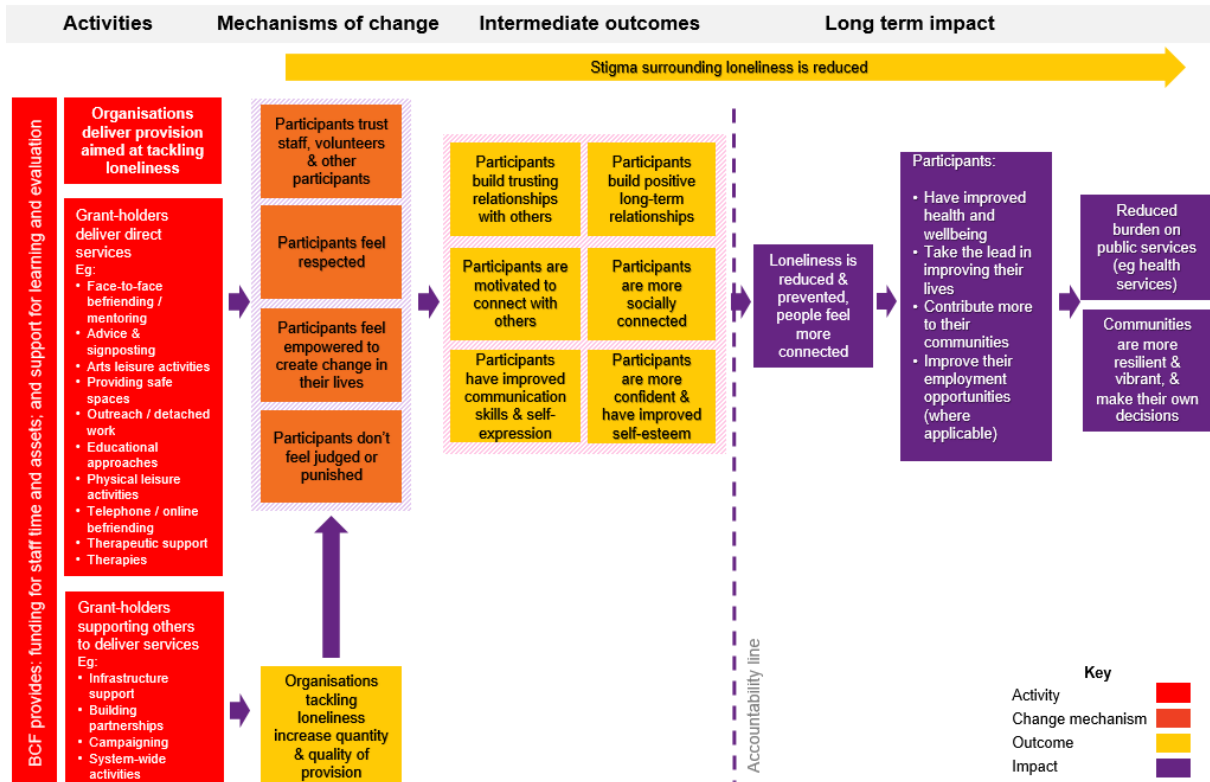 Activities
Mechanisms of change
Intermediate outcomes
Long term impact
Stigma surrounding loneliness is reduced
BCF provides: funding for staff time and assets; and support for learning and evaluation
Organisations
deliver provision
aimed at tackling
loneliness
Grant-holders
deliver direct
services
Eg:
• Face-to-face
befriending /
mentoring
• Advice &
signposting
• Arts leisure activities
• Providing safe
spaces
• Outreach / detached
work
• Educational
approaches
• Physical leisure
activities
• Telephone / online
befriending
• Therapeutic support
• Therapies
Grant-holders
supporting others
to deliver services
Eg:
• Infrastructure
support
• Building
partnerships
• Campaigning
• System-wide
activities
Participants trust
staff, volunteers
& other
participants
Participants feel
respected
Participants feel
empowered to
create change in
their lives
Participants don't
feel judged or
punished
Organisations
tackling
loneliness
increase quantity
& quality of
provision
Participants
build trusting
relationships
with others
Participants
build positive
long-term
relationships
Participants are
motivated to
connect with
others
Participants
are more
socially
connected
Participants
have improved
communication
skills & self-
expression
Participants
are more
confident &
have improved
self-esteem
Accountability line
Loneliness is
reduced &
prevented,
people feel
more
connected
Participants:
• Have improved
health and
wellbeing
• Take the lead in
improving their
lives
• Contribute more
to their
communities
• Improve their
employment
opportunities
(where
applicable)
Reduced
burden on
public services
(eg health
services)
Communities
are more
resilient &
vibrant, &
make their own
decisions
Key
Activity
Change mechanism
Outcome
Impact